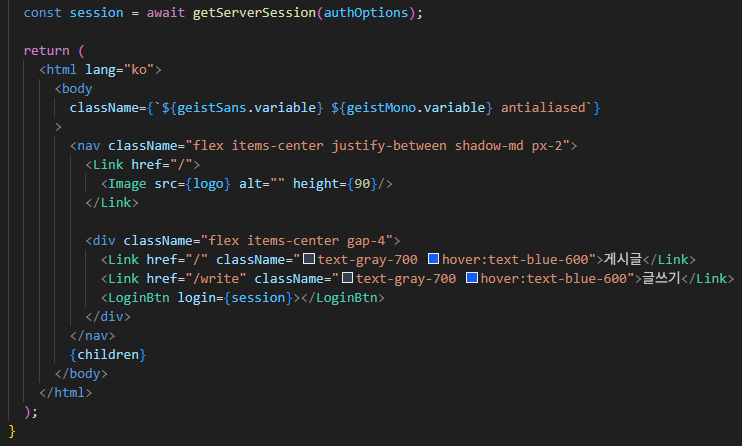 const session = await getServerSession(authOptions);
return (
<html lang="ko">
<body
className={`${geistSans.variable} ${geistMono.variable} antialiased`}
>
<nav className="flex items-center justify-between shadow-md px-2">
<Link href="/">
<Image src={logo} alt="" height={90}/>
</Link>
<div className="flex items-center gap-4">
<Link href="/" className="text-gray-700 hover:text-blue-600">게시글</Link>
<Link href="/write" className="text-gray-700 hover:text-blue-600">글쓰기</Link>
<LoginBtn login={session}></LoginBtn>
</div>
</nav>
{children}
</body>
</html>
);
}